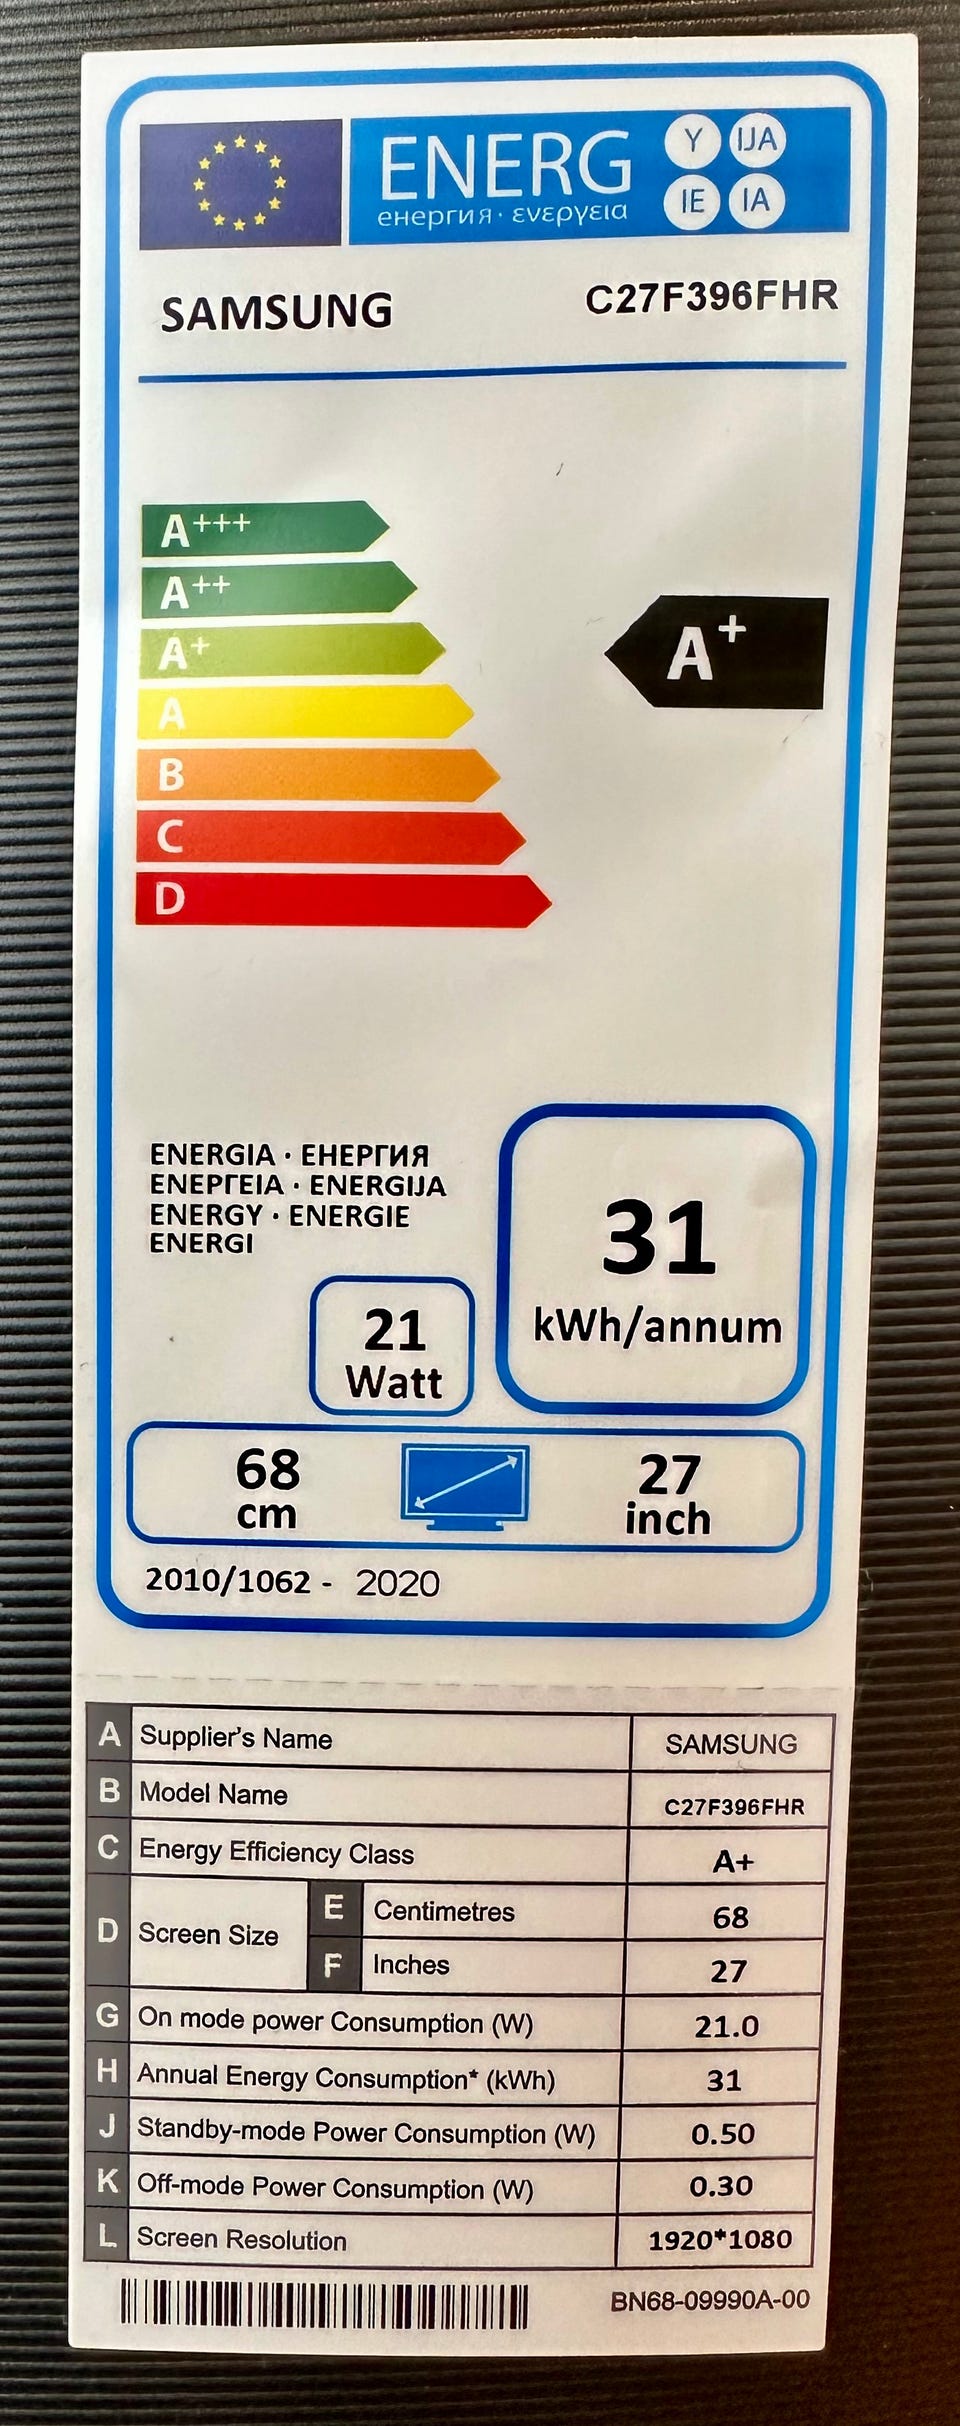 ENERG Y IJA
енергия · ενεργεια IE IA
SAMSUNG C27F396FHR
A+++
A++
A+ A+
A
B
C
D
ENERGIA · ЕНЕРГИЯ
ΕΝΕΡΓΕΙΑ · ENERGIJA
ENERGY · ENERGIE
ENERGI
31
kWh/annum
21
Watt
68
cm
27
inch
2010/1062 - 2020
A Supplier's Name SAMSUNG
B Model Name C27F396FHR
C Energy Efficiency Class A+
D Screen Size E Centimetres 68
F Inches 27
G On mode power Consumption (W) 21.0
H Annual Energy Consumption* (kWh) 31
J Standby-mode Power Consumption (W) 0.50
K Off-mode Power Consumption (W) 0.30
L Screen Resolution 1920*1080
BN68-09990A-00